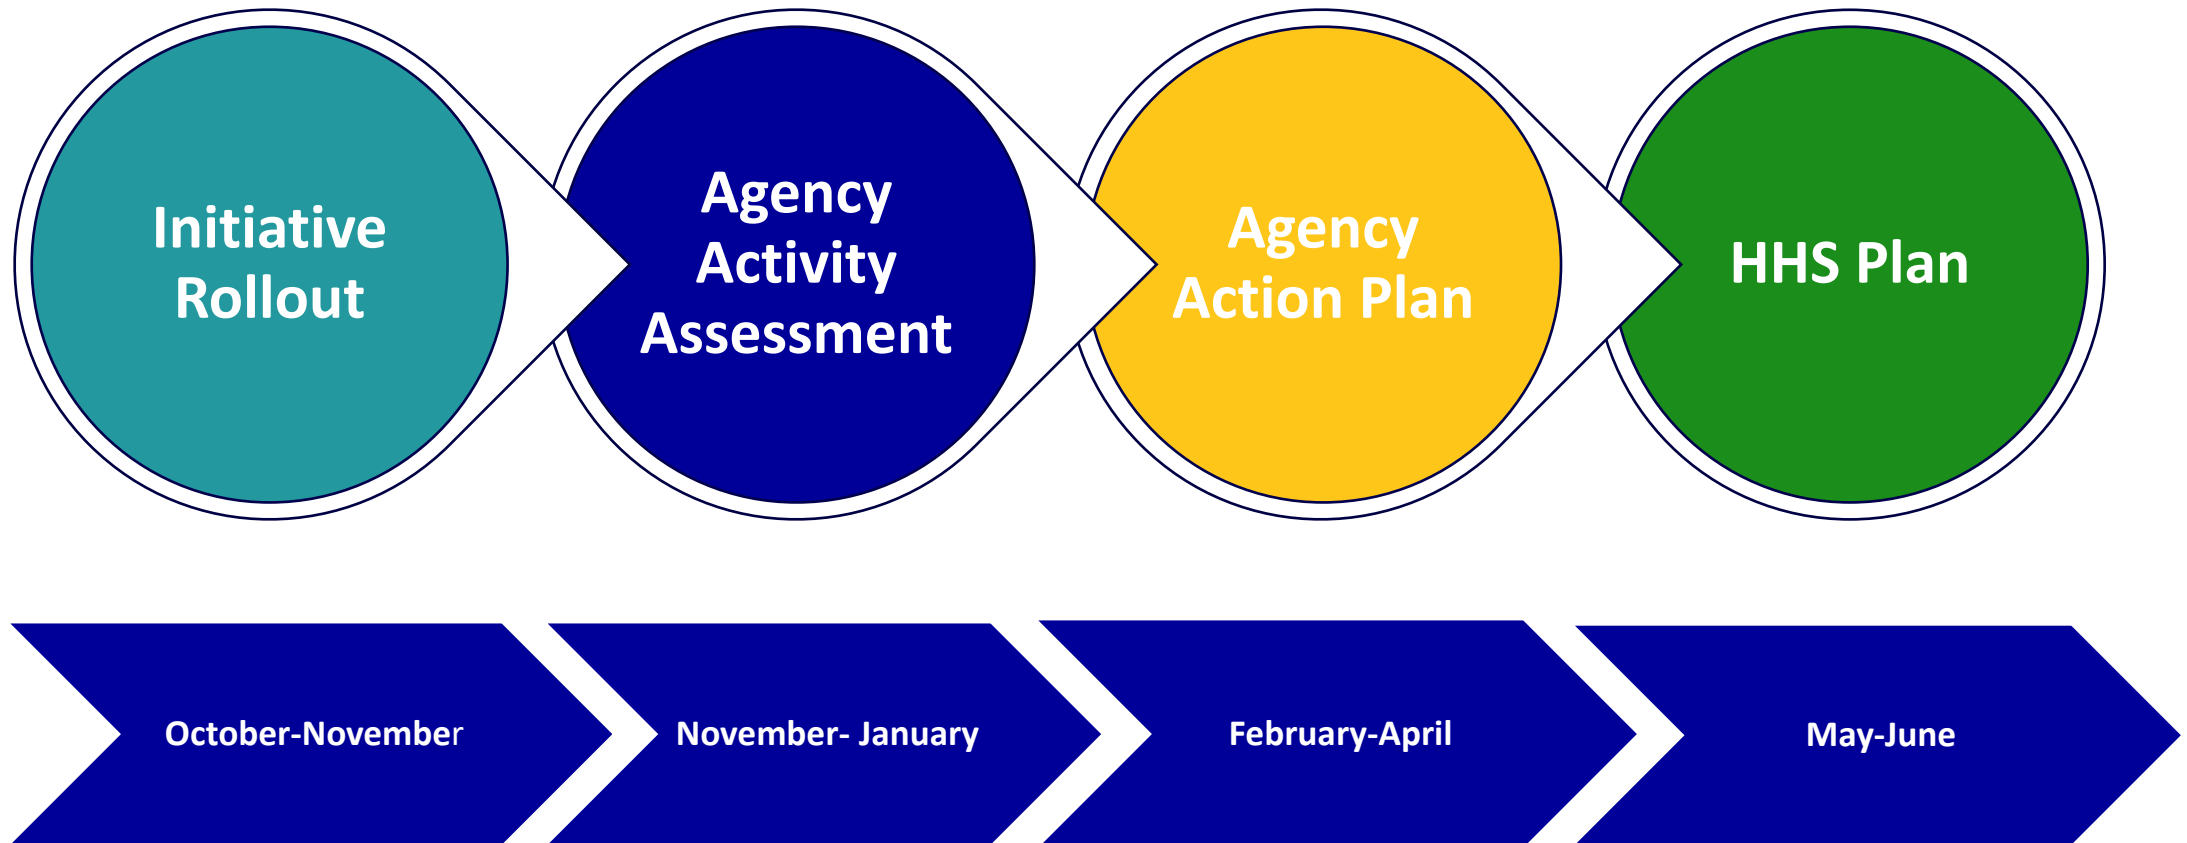 Initiative
Rollout
Agency
Activity
Assessment
Agency
Action Plan
HHS Plan
October-November
November- January
February-April
May-June